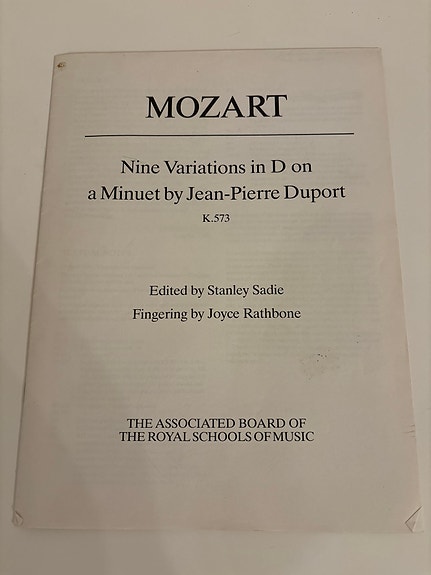 MOZART
Nine Variations in D on
a Minuet by Jean-Pierre Duport
K.573
Edited by Stanley Sadie
Fingering by Joyce Rathbone
THE ASSOCIATED BOARD OF
THE ROYAL SCHOOLS OF MUSIC